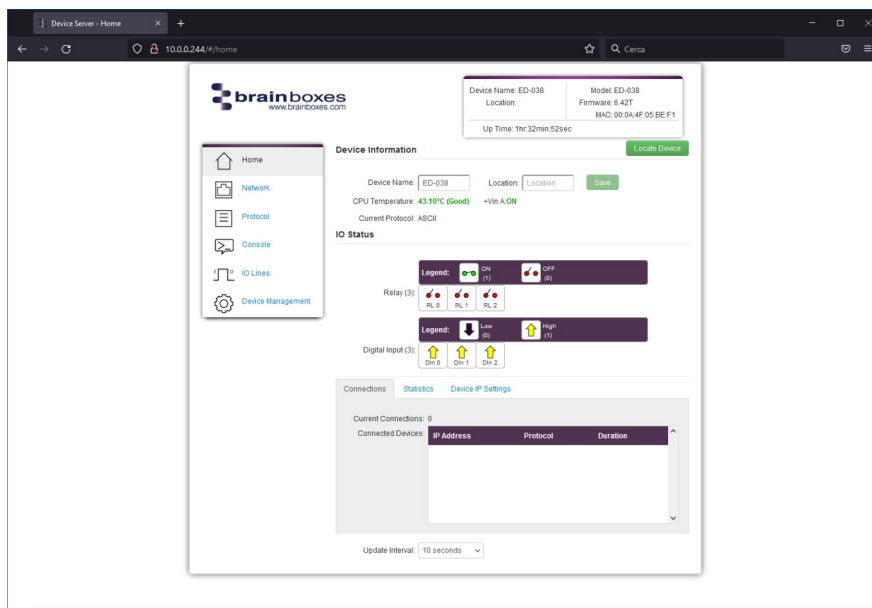 Device Server - Home
10.0.0.244/#/home
Cerca
brainboxes
www.brainboxes.com
Device Name: ED-038
Model: ED-038
Location:
Firmware: 6.42T
MAC: 00:0A:4F:05:BE:F1
Up Time: 1hr:32min:52sec
Home
Network
Protocol
Console
IO Lines
Device Management
Device Information
Locate Device
Device Name: ED-038 Location: Location Save
CPU Temperature: 43.10°C (Good) +Vin A:ON
Current Protocol: ASCII
IO Status
Legend: ON (1) OFF (0)
Relay (3):
RL 0 RL 1 RL 2
Legend: Low (0) High (1)
Digital Input (3):
DIn 0 DIn 1 DIn 2
Connections Statistics Device IP Settings
Current Connections: 0
Connected Devices:
IP Address Protocol Duration
Update Interval: 10 seconds